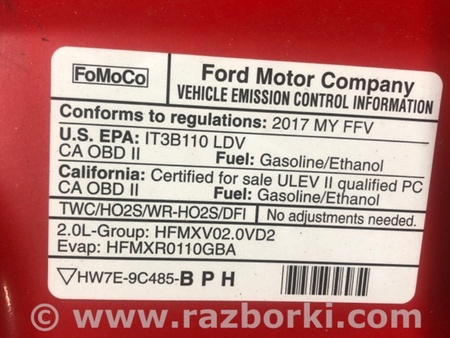 FoMoCo
Ford Motor Company
VEHICLE EMISSION CONTROL INFORMATION
Conforms to regulations: 2017 MY FFV
U.S. EPA: IT3B110 LDV
CA OBD II Fuel: Gasoline/Ethanol
California: Certified for sale ULEV II qualified PC
CA OBD II Fuel: Gasoline/Ethanol
TWC/HO2S/WR-HO2S/DFI No adjustments needed.
2.0L-Group: HFMXV02.0VD2
Evap: HFMXR0110GBA
HW7E-9C485-B P H
© www.razborki.com